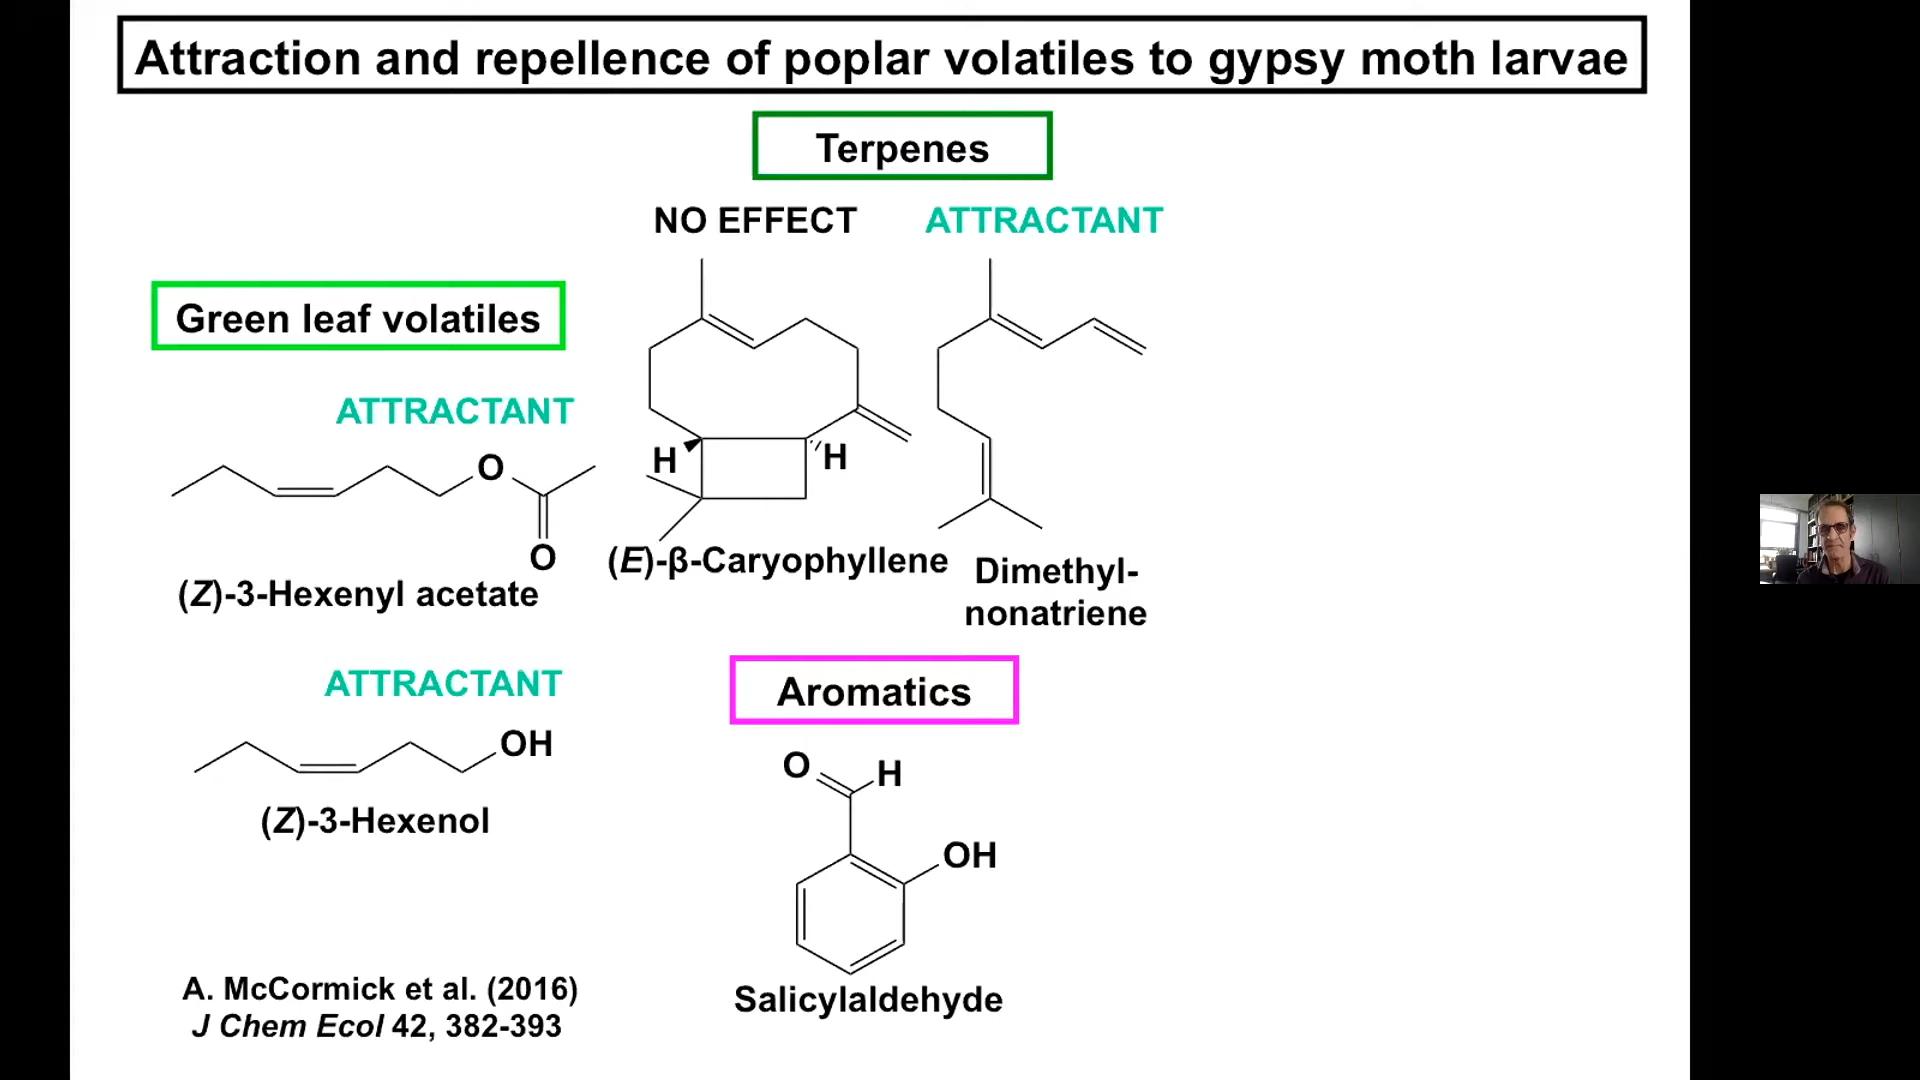 Attraction and repellence of poplar volatiles to gypsy moth larvae
Terpenes
NO EFFECT
ATTRACTANT
Green leaf volatiles
ATTRACTANT
O
O
(Z)-3-Hexenyl acetate
H
H
(E)-β-Caryophyllene
Dimethyl-
nonatriene
ATTRACTANT
OH
(Z)-3-Hexenol
Aromatics
O
H
OH
Salicylaldehyde
A. McCormick et al. (2016)
J Chem Ecol 42, 382-393